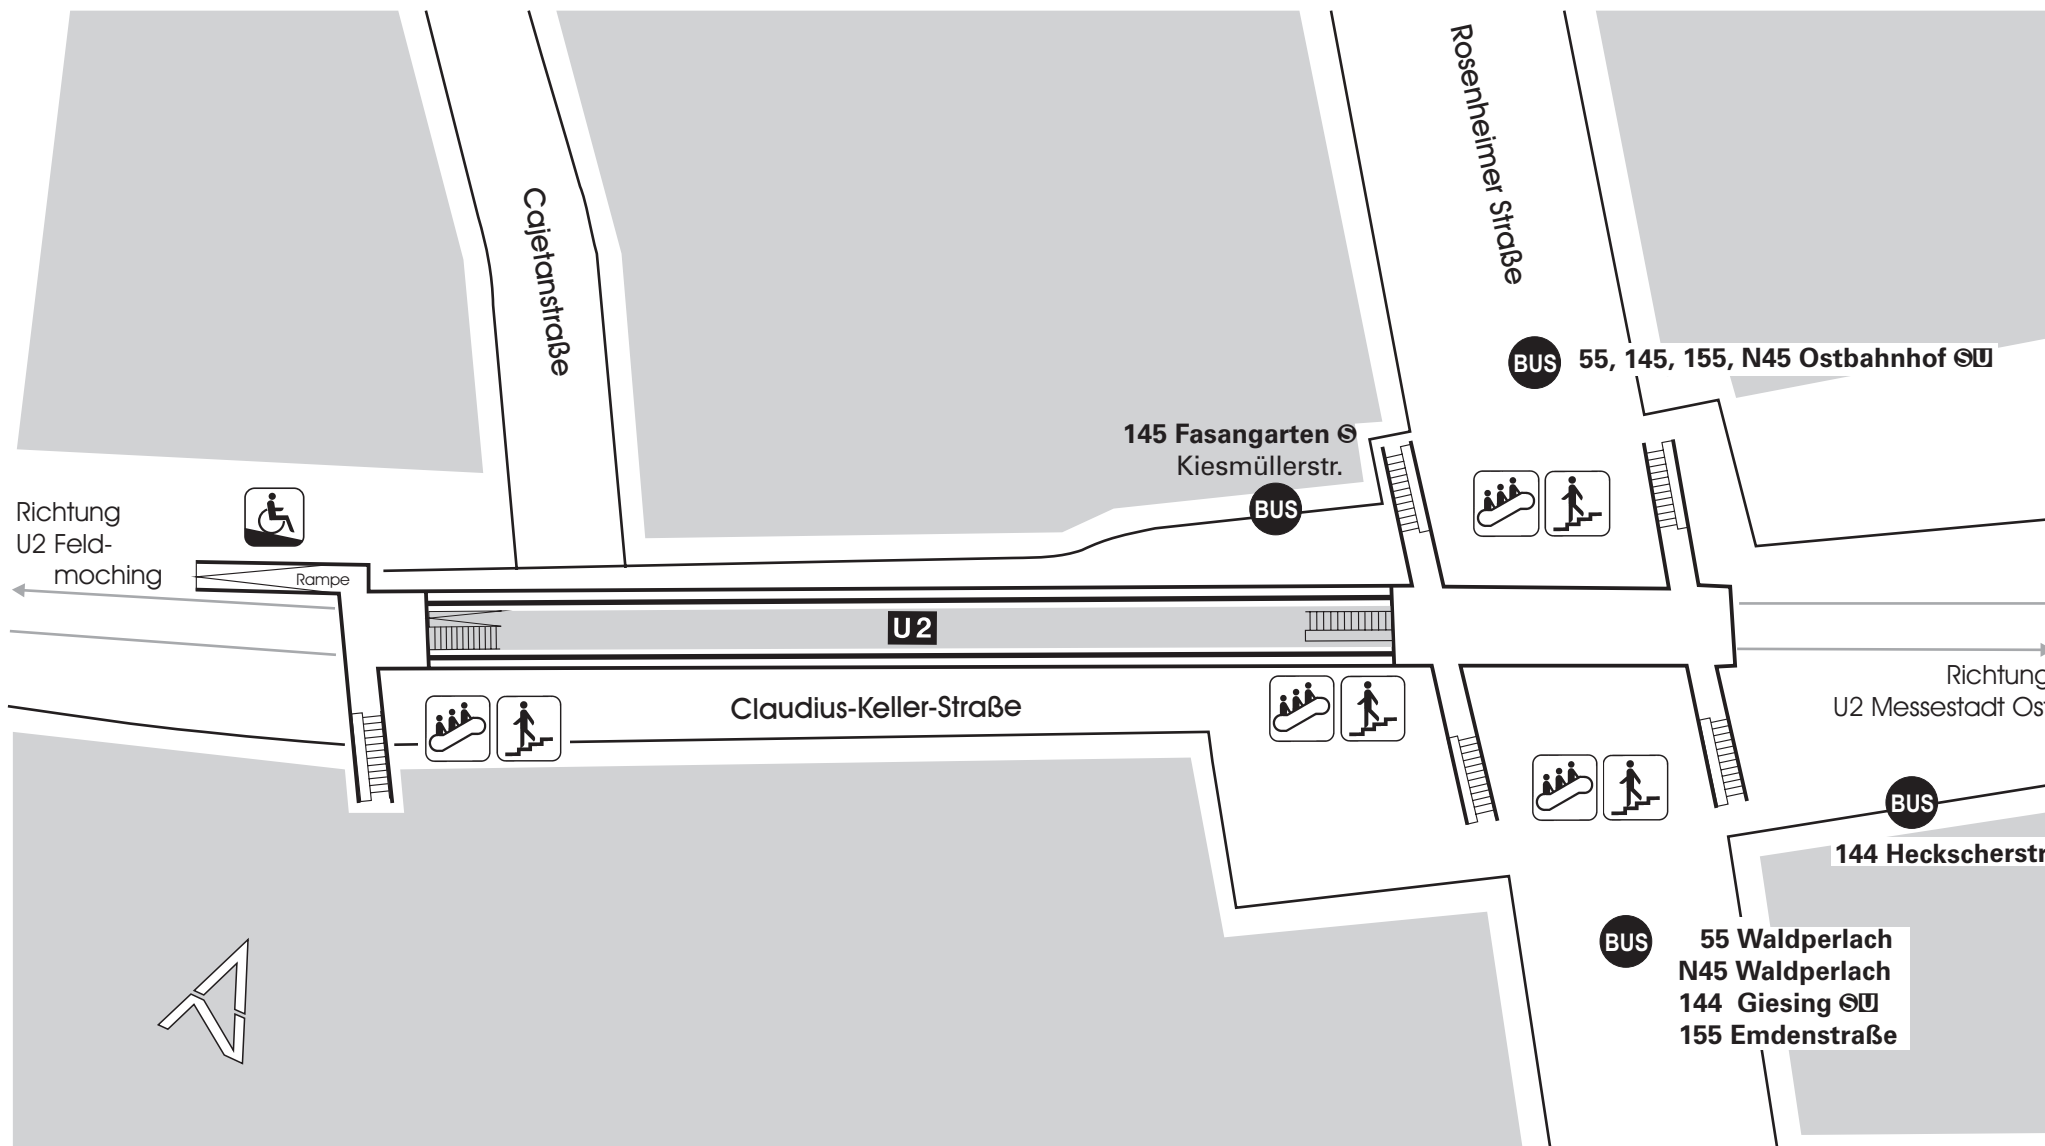 Rosenheimer Straße
Cajetanstraße
BUS 55, 145, 155, N45 Ostbahnhof S U
145 Fasangarten S
Kiesmüllerstr.
BUS
Richtung
U2 Feld-
moching
Rampe
U2
Richtung
U2 Messestadt Ost
Claudius-Keller-Straße
BUS
144 Heckscherstr
BUS
55 Waldperlach
N45 Waldperlach
144 Giesing S U
155 Emdenstraße